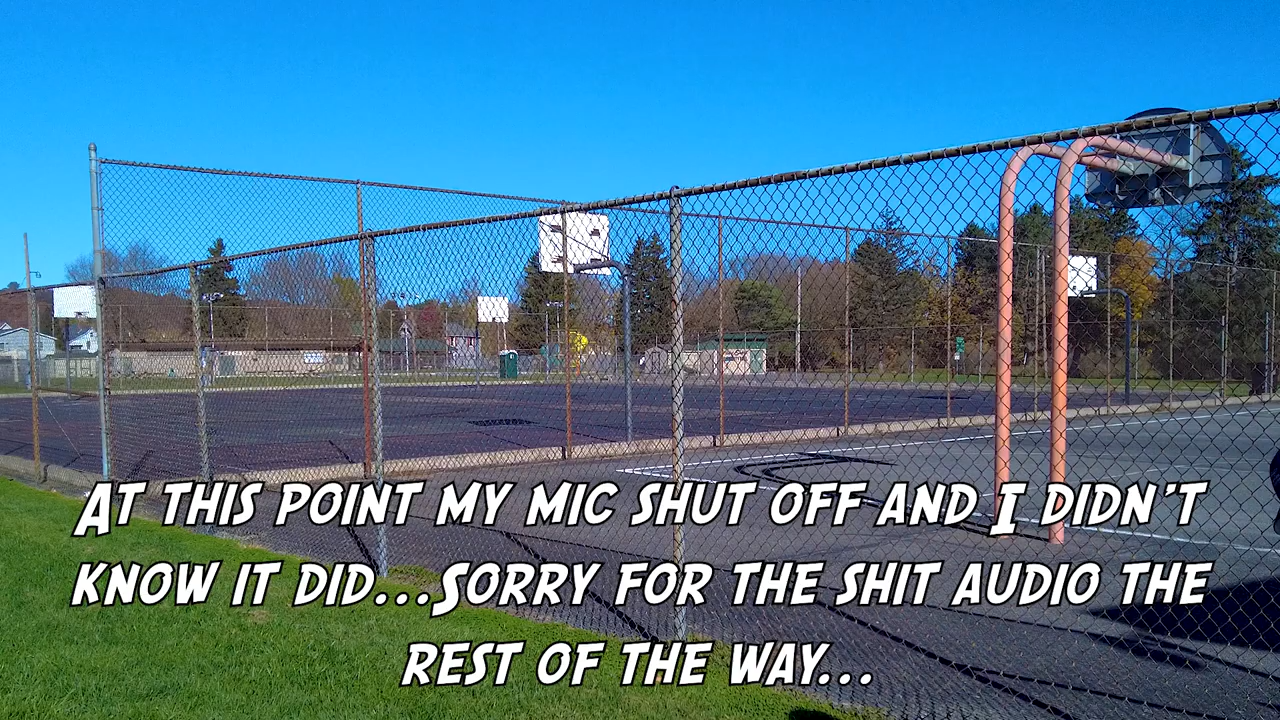 At this point my mic shut off and I didn't
know it did...Sorry for the shit audio the
rest of the way...